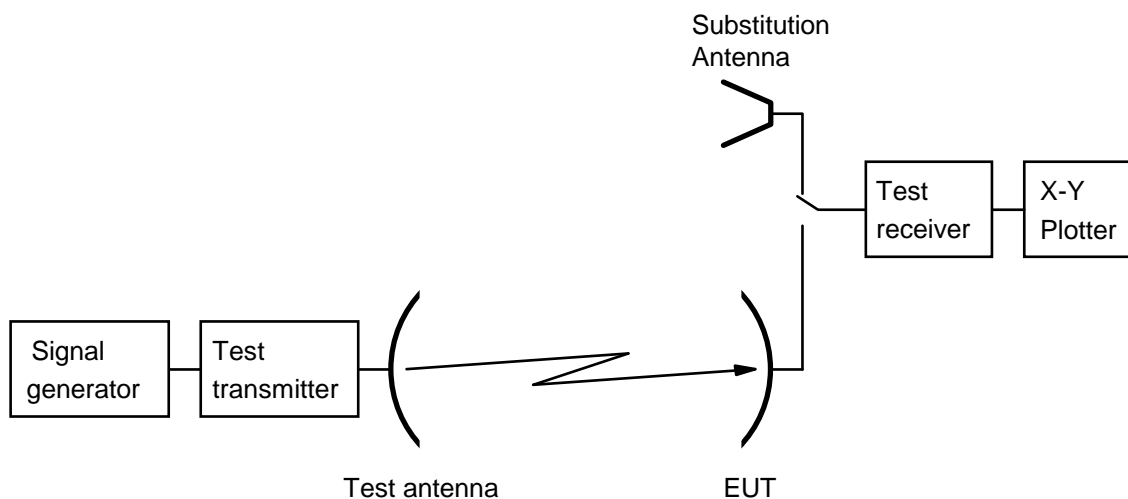 Substitution
Antenna
Test
receiver
X-Y
Plotter
Signal
generator
Test
transmitter
Test antenna
EUT